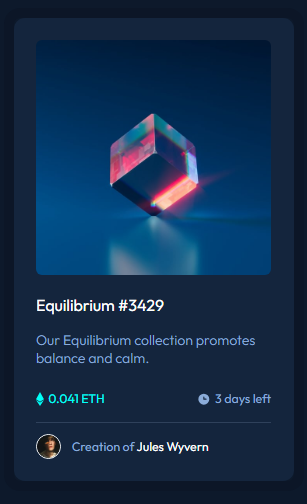 Equilibrium #3429
Our Equilibrium collection promotes
balance and calm.
0.041 ETH 3 days left
Creation of Jules Wyvern